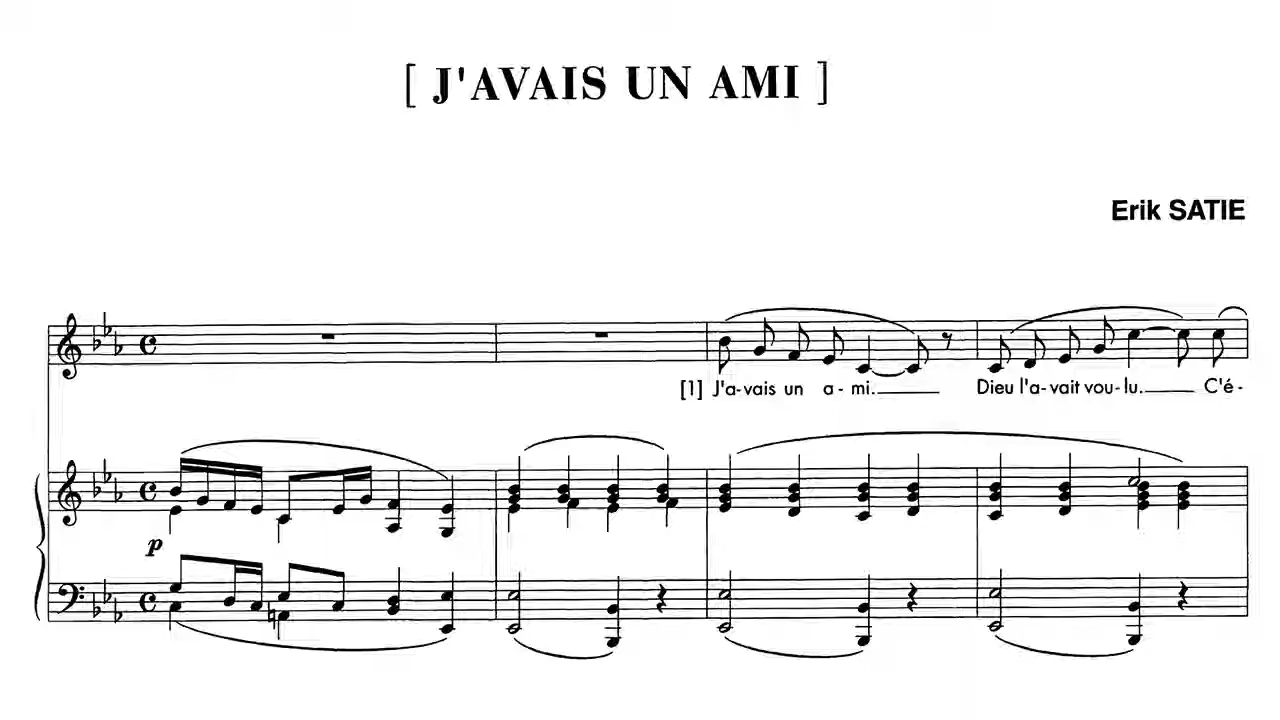 [ J'AVAIS UN AMI ]
Erik SATIE
[1] J'a-vais un a-mi. Dieu l'a-vait vou-lu. C'é-
p